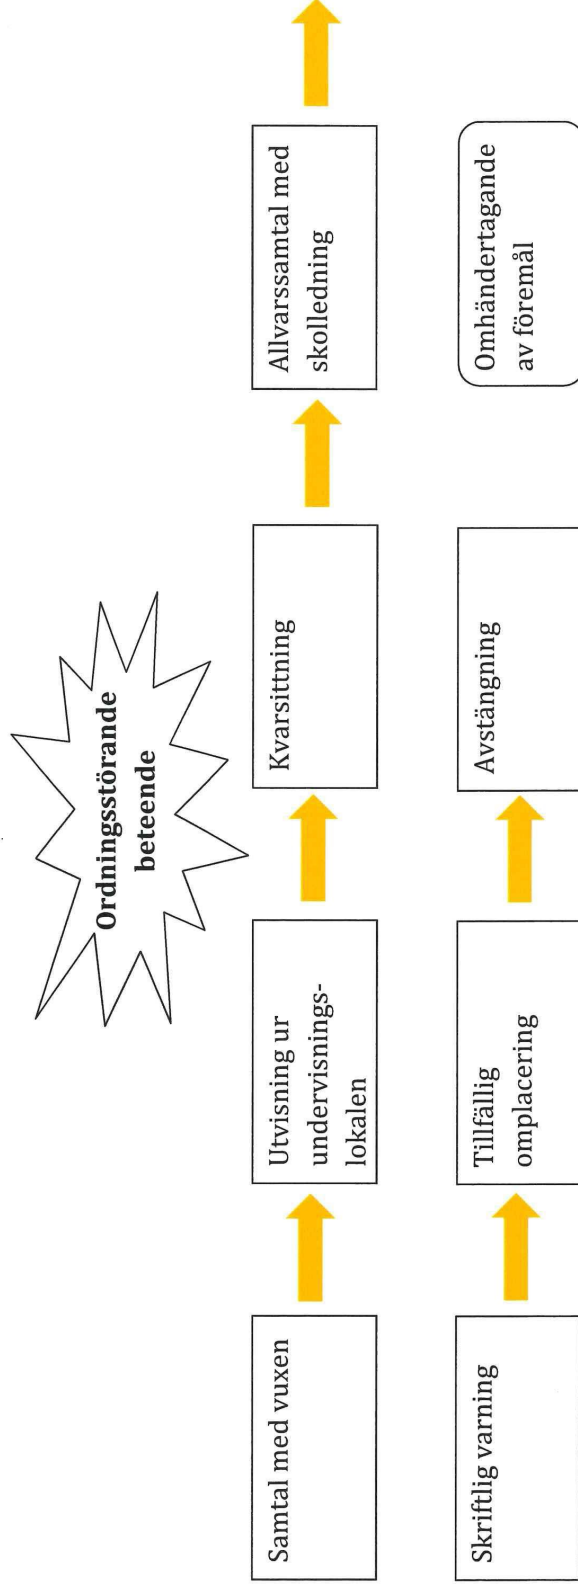 Ordningsstörande
beteende
Samtal med vuxen
Utvisning ur
undervisnings-
lokalen
Kvarsittning
Allvarssamtal med
skolledning
Skriftlig varning
Tillfällig
omplacering
Avstängning
Omhändertagande
av föremål